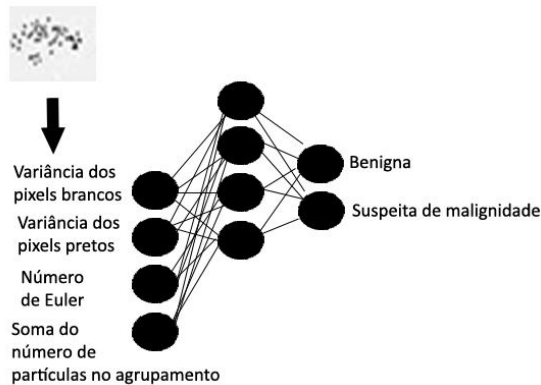 Variância dos
pixels brancos
Variância dos
pixels pretos
Número
de Euler
Soma do
número de
partículas no agrupamento
Benigna
Suspeita de malignidade